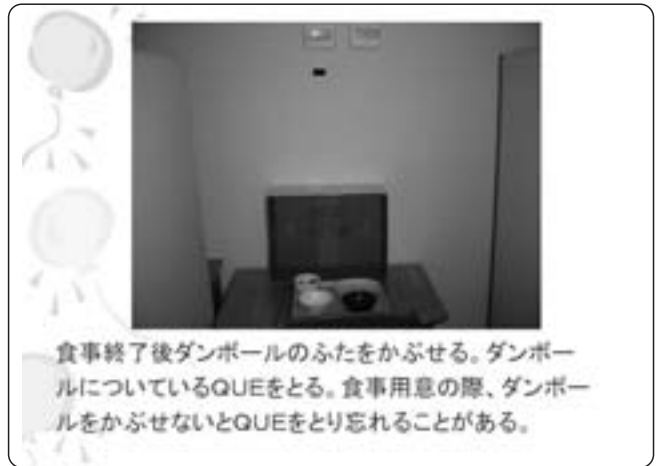 食事終了後ダンボールのふたをかぶせる。ダンボー
ルについているQUEをとる。食事用意の際、ダンボー
ルをかぶせないとQUEをとり忘れることがある。